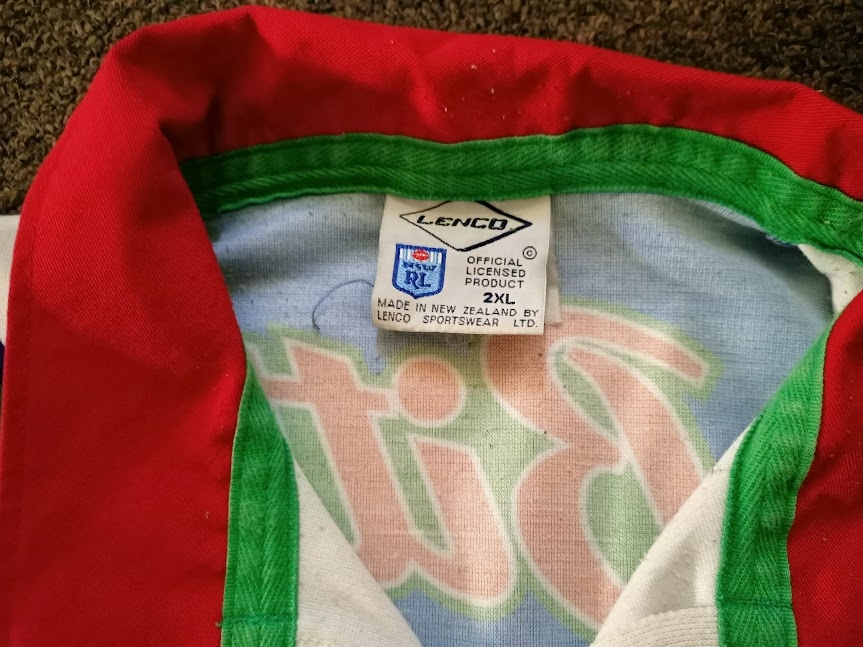 LENCO
NSW
RL
©
OFFICIAL
LICENSED
PRODUCT
2XL
MADE IN NEW ZEALAND BY
LENCO SPORTSWEAR LTD.